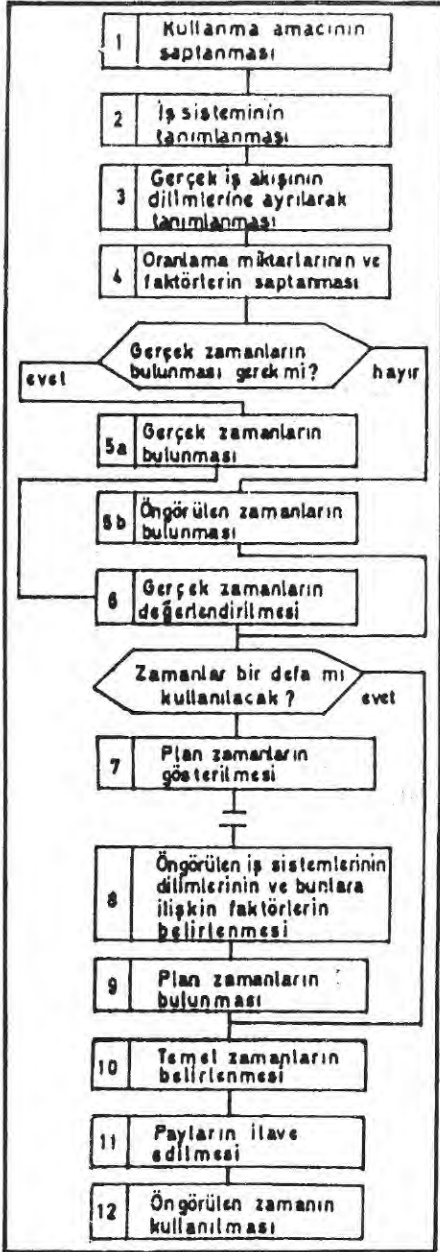 1 Kullanma amacının
saptanması
2 İş sisteminin
tanımlanması
3 Gerçek iş akışının
dilimlerine ayrılarak
tanımlanması
4 Oranlama miktarlarının ve
faktörlerin saptanması
Gerçek zamanların
bulunması gerek mi?
evet
hayır
5a Gerçek zamanların
bulunması
5b Öngörülen zamanların
bulunması
6 Gerçek zamanların
değerlendirilmesi
Zamanlar bir defa mı
kullanılacak?
evet
7 Plan zamanların
gösterilmesi
8 Öngörülen iş sistemlerinin
dilimlerinin ve bunlara
ilişkin faktörlerin
belirlenmesi
9 Plan zamanların
bulunması
10 Temel zamanların
belirlenmesi
11 Payların ilave
edilmesi
12 Öngörülen zamanın
kullanılması